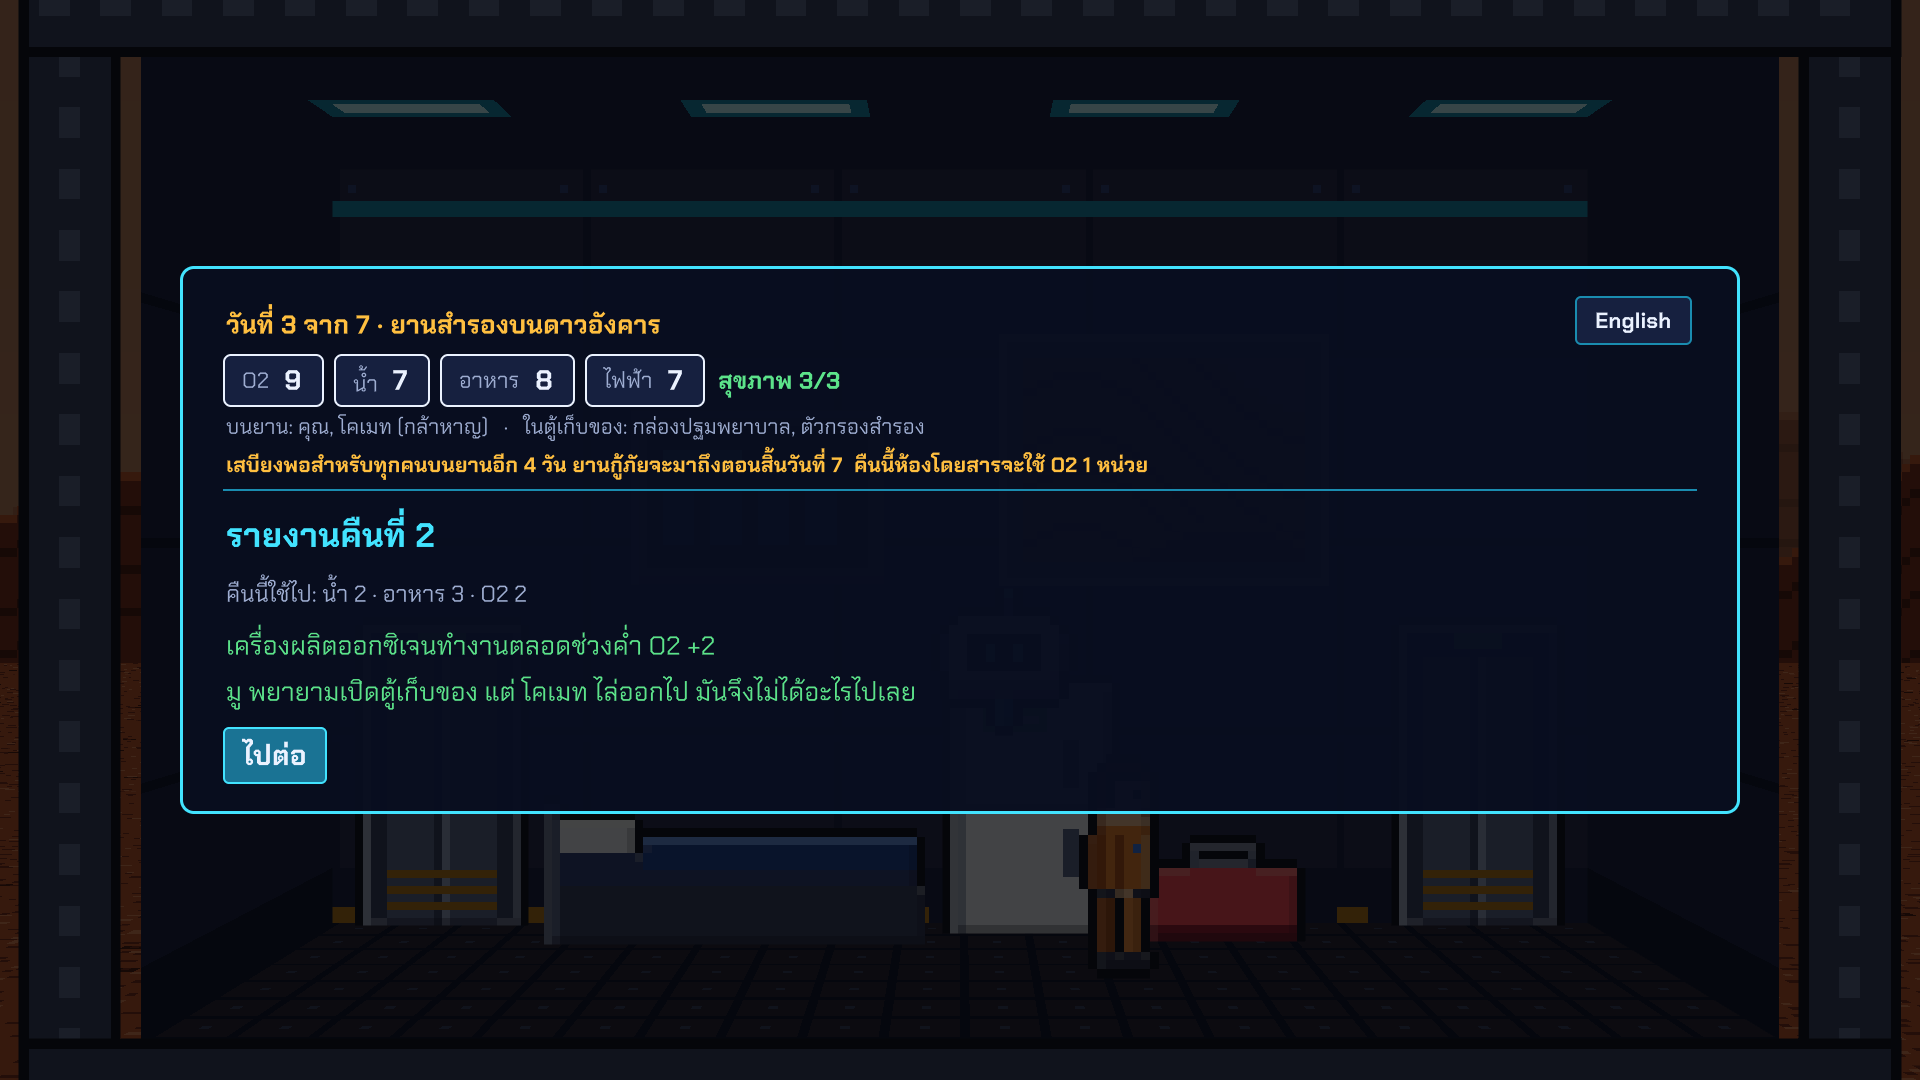 วันที่ 3 จาก 7 · ยานสำรองบนดาวอังคาร
English
O2 9 น้ำ 7 อาหาร 8 ไฟฟ้า 7 สุขภาพ 3/3
บนยาน: คุณ, โคเมท (กล้าหาญ) · ในตู้เก็บของ: กล่องปฐมพยาบาล, ตัวกรองสำรอง
เสบียงพอสำหรับทุกคนบนยานอีก 4 วัน ยานกู้ภัยจะมาถึงตอนสิ้นวันที่ 7 คืนนี้ห้องโดยสารจะใช้ O2 1 หน่วย
รายงานคืนที่ 2
คืนนี้ใช้ไป: น้ำ 2 · อาหาร 3 · O2 2
เครื่องผลิตออกซิเจนทำงานตลอดช่วงค่ำ O2 +2
มู พยายามเปิดตู้เก็บของ แต่ โคเมท ไล่ออกไป มันจึงไม่ได้อะไรไปเลย
ไปต่อ